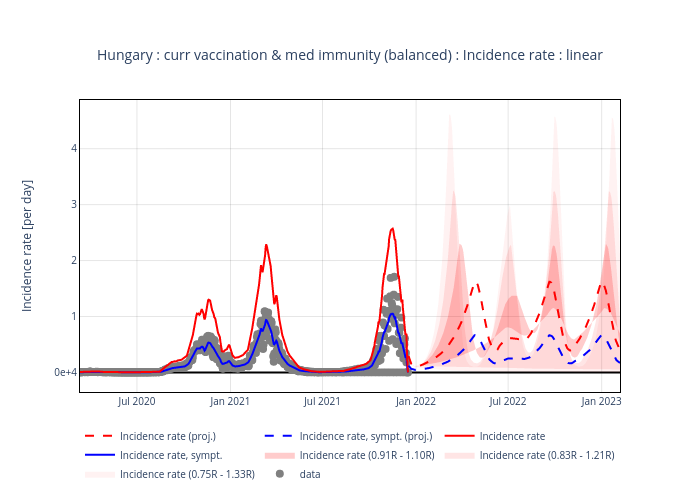 Hungary : curr vaccination & med immunity (balanced) : Incidence rate : linear
Incidence rate [per day]
4
3
2
1
0e+4
Jul 2020
Jan 2021
Jul 2021
Jan 2022
Jul 2022
Jan 2023
Incidence rate (proj.)
Incidence rate, sympt. (proj.)
Incidence rate
Incidence rate, sympt.
Incidence rate (0.91R - 1.10R)
Incidence rate (0.83R - 1.21R)
Incidence rate (0.75R - 1.33R)
data